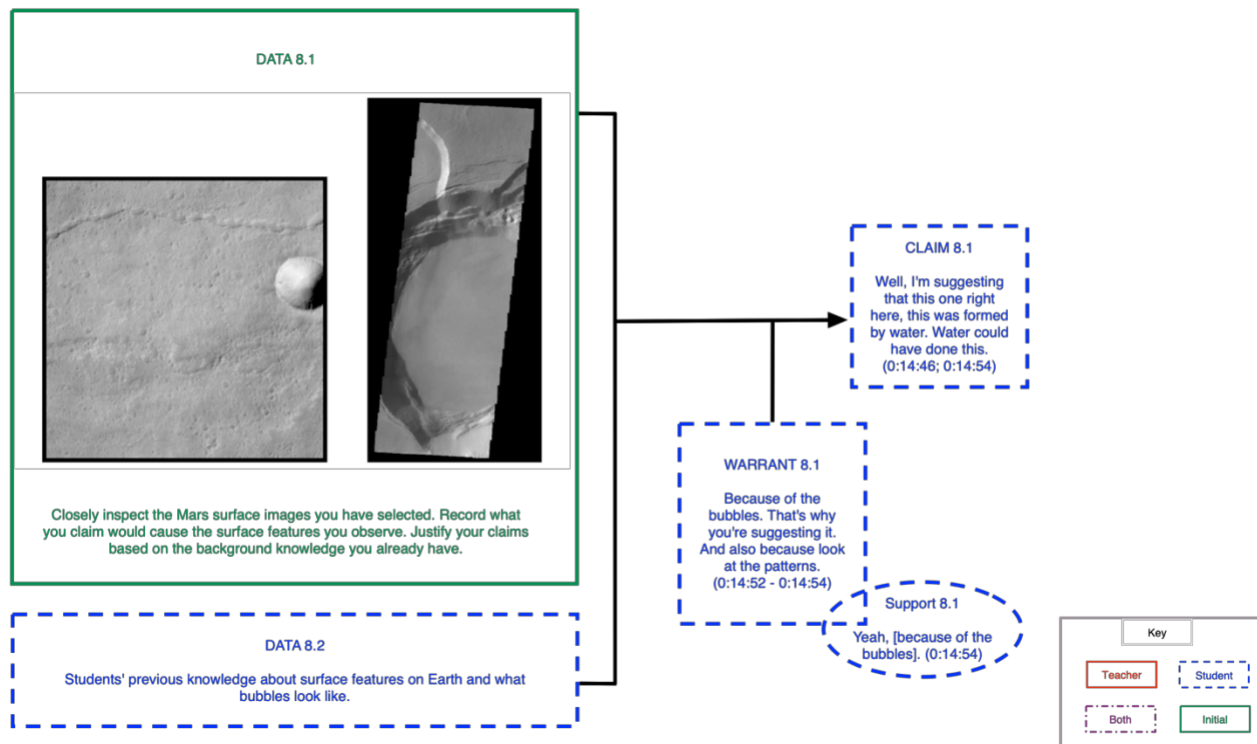 DATA 8.1
Closely inspect the Mars surface images you have selected. Record what
you claim would cause the surface features you observe. Justify your claims
based on the background knowledge you already have.
DATA 8.2
Students' previous knowledge about surface features on Earth and what
bubbles look like.
CLAIM 8.1
Well, I'm suggesting
that this one right
here, this was formed
by water. Water could
have done this.
(0:14:46; 0:14:54)
WARRANT 8.1
Because of the
bubbles. That's why
you're suggesting it.
And also because look
at the patterns.
(0:14:52 - 0:14:54)
Support 8.1
Yeah, [because of the
bubbles]. (0:14:54)
Key
Teacher
Student
Both
Initial